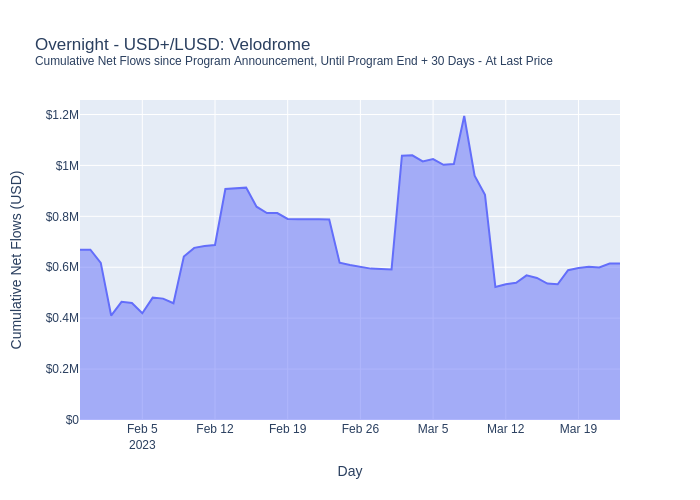 Overnight - USD+/LUSD: Velodrome
Cumulative Net Flows since Program Announcement, Until Program End + 30 Days - At Last Price
Cumulative Net Flows (USD)
$1.2M
$1M
$0.8M
$0.6M
$0.4M
$0.2M
$0
Feb 5
2023
Feb 12
Feb 19
Feb 26
Mar 5
Mar 12
Mar 19
Day